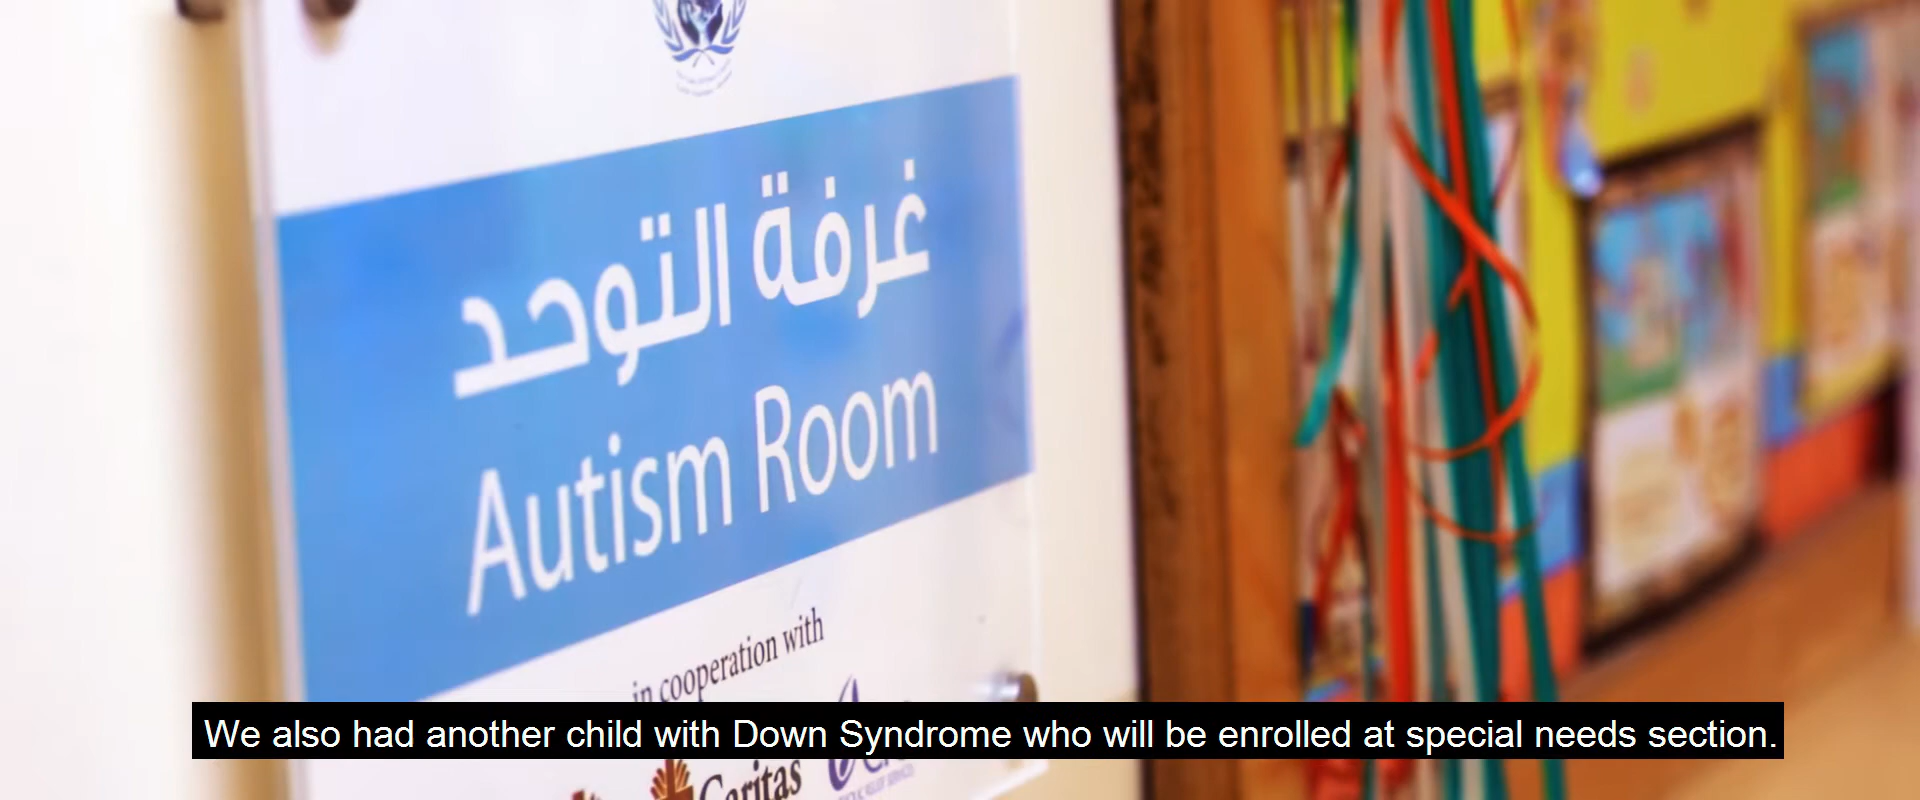 غرفة التوحد
Autism Room
in cooperation with
We also had another child with Down Syndrome who will be enrolled at special needs section.
Caritas